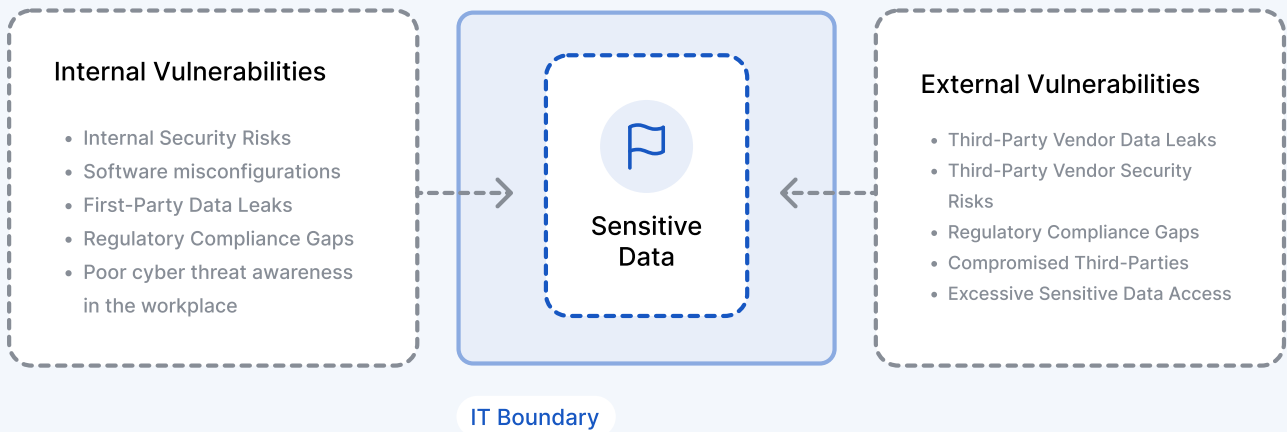 Internal Vulnerabilities
Internal Security Risks
Software misconfigurations
First-Party Data Leaks
Regulatory Compliance Gaps
Poor cyber threat awareness
in the workplace
Sensitive
Data
IT Boundary
External Vulnerabilities
Third-Party Vendor Data Leaks
Third-Party Vendor Security
Risks
Regulatory Compliance Gaps
Compromised Third-Parties
Excessive Sensitive Data Access